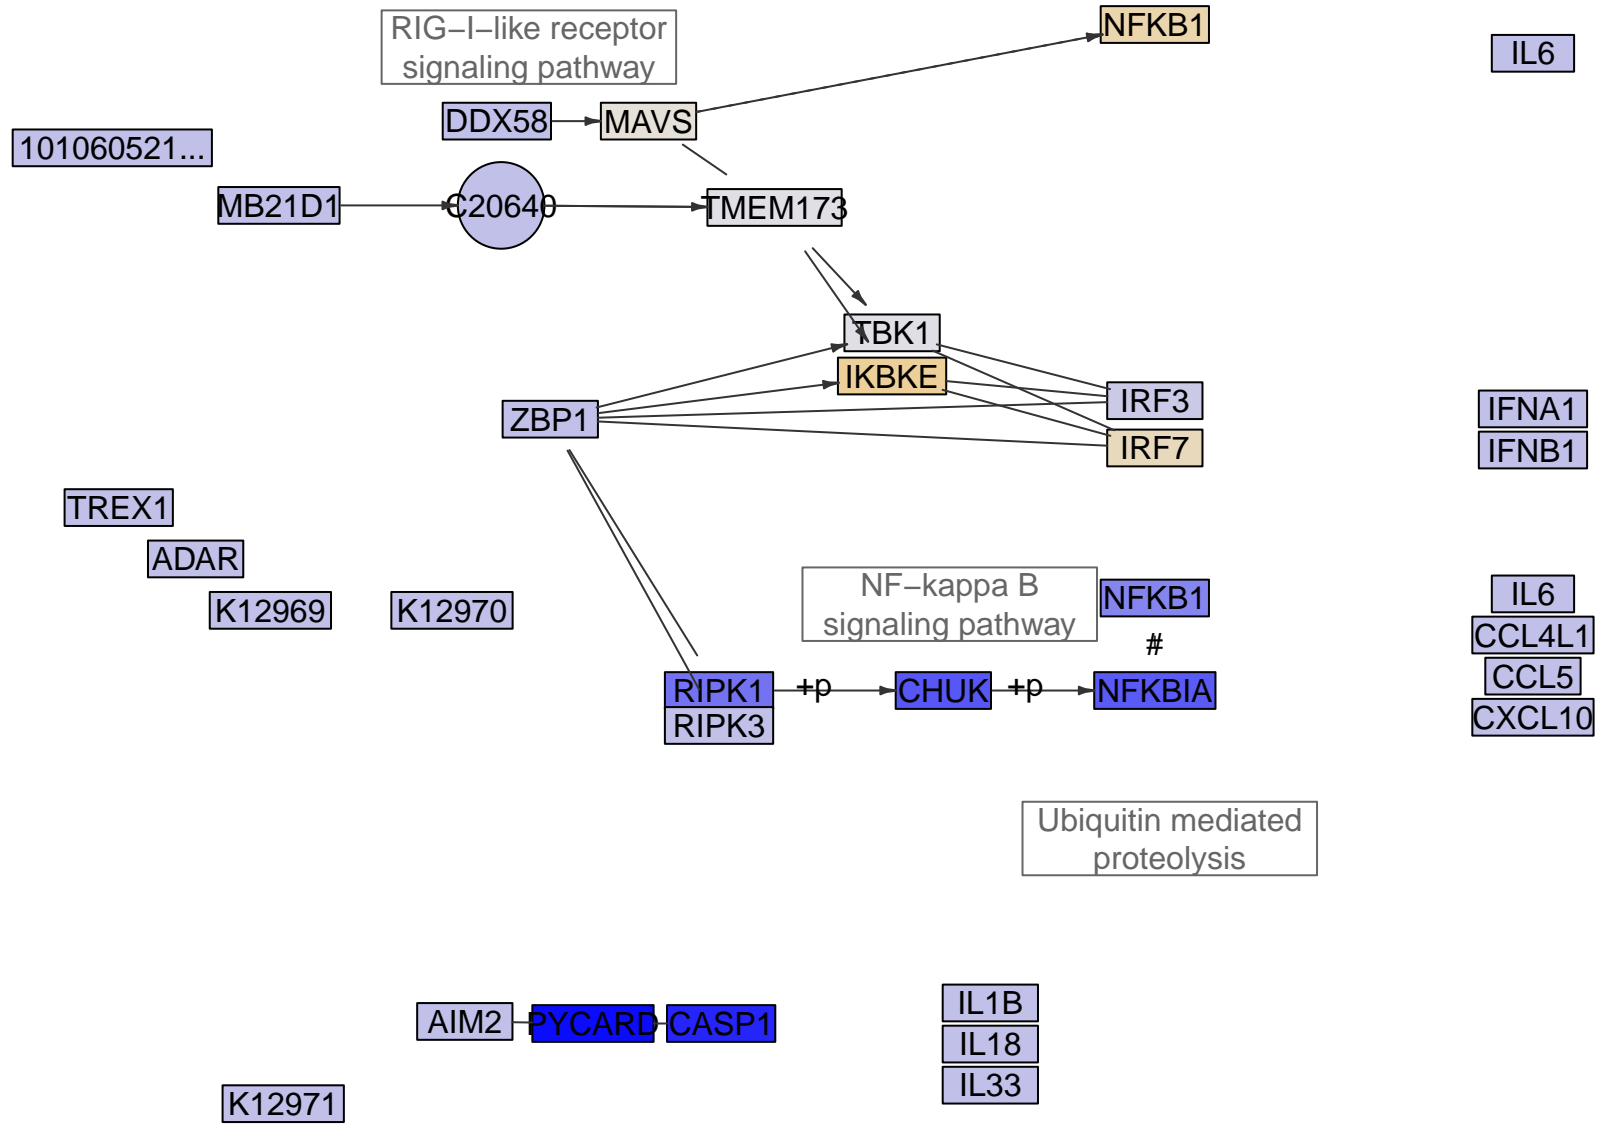 RIG−I−like receptor
signaling pathway
NFKB1
IL6
DDX58
MAVS
101060521...
MB21D1
C20640
TMEM173
TBK1
IKBKE
ZBP1
IRF3
IRF7
IFNA1
IFNB1
TREX1
ADAR
K12969
K12970
NF−kappa B
signaling pathway
NFKB1
#
IL6
CCL4L1
CCL5
CXCL10
RIPK1
+p
CHUK
+p
NFKBIA
RIPK3
Ubiquitin mediated
proteolysis
AIM2
PYCARD
CASP1
IL1B
IL18
IL33
K12971